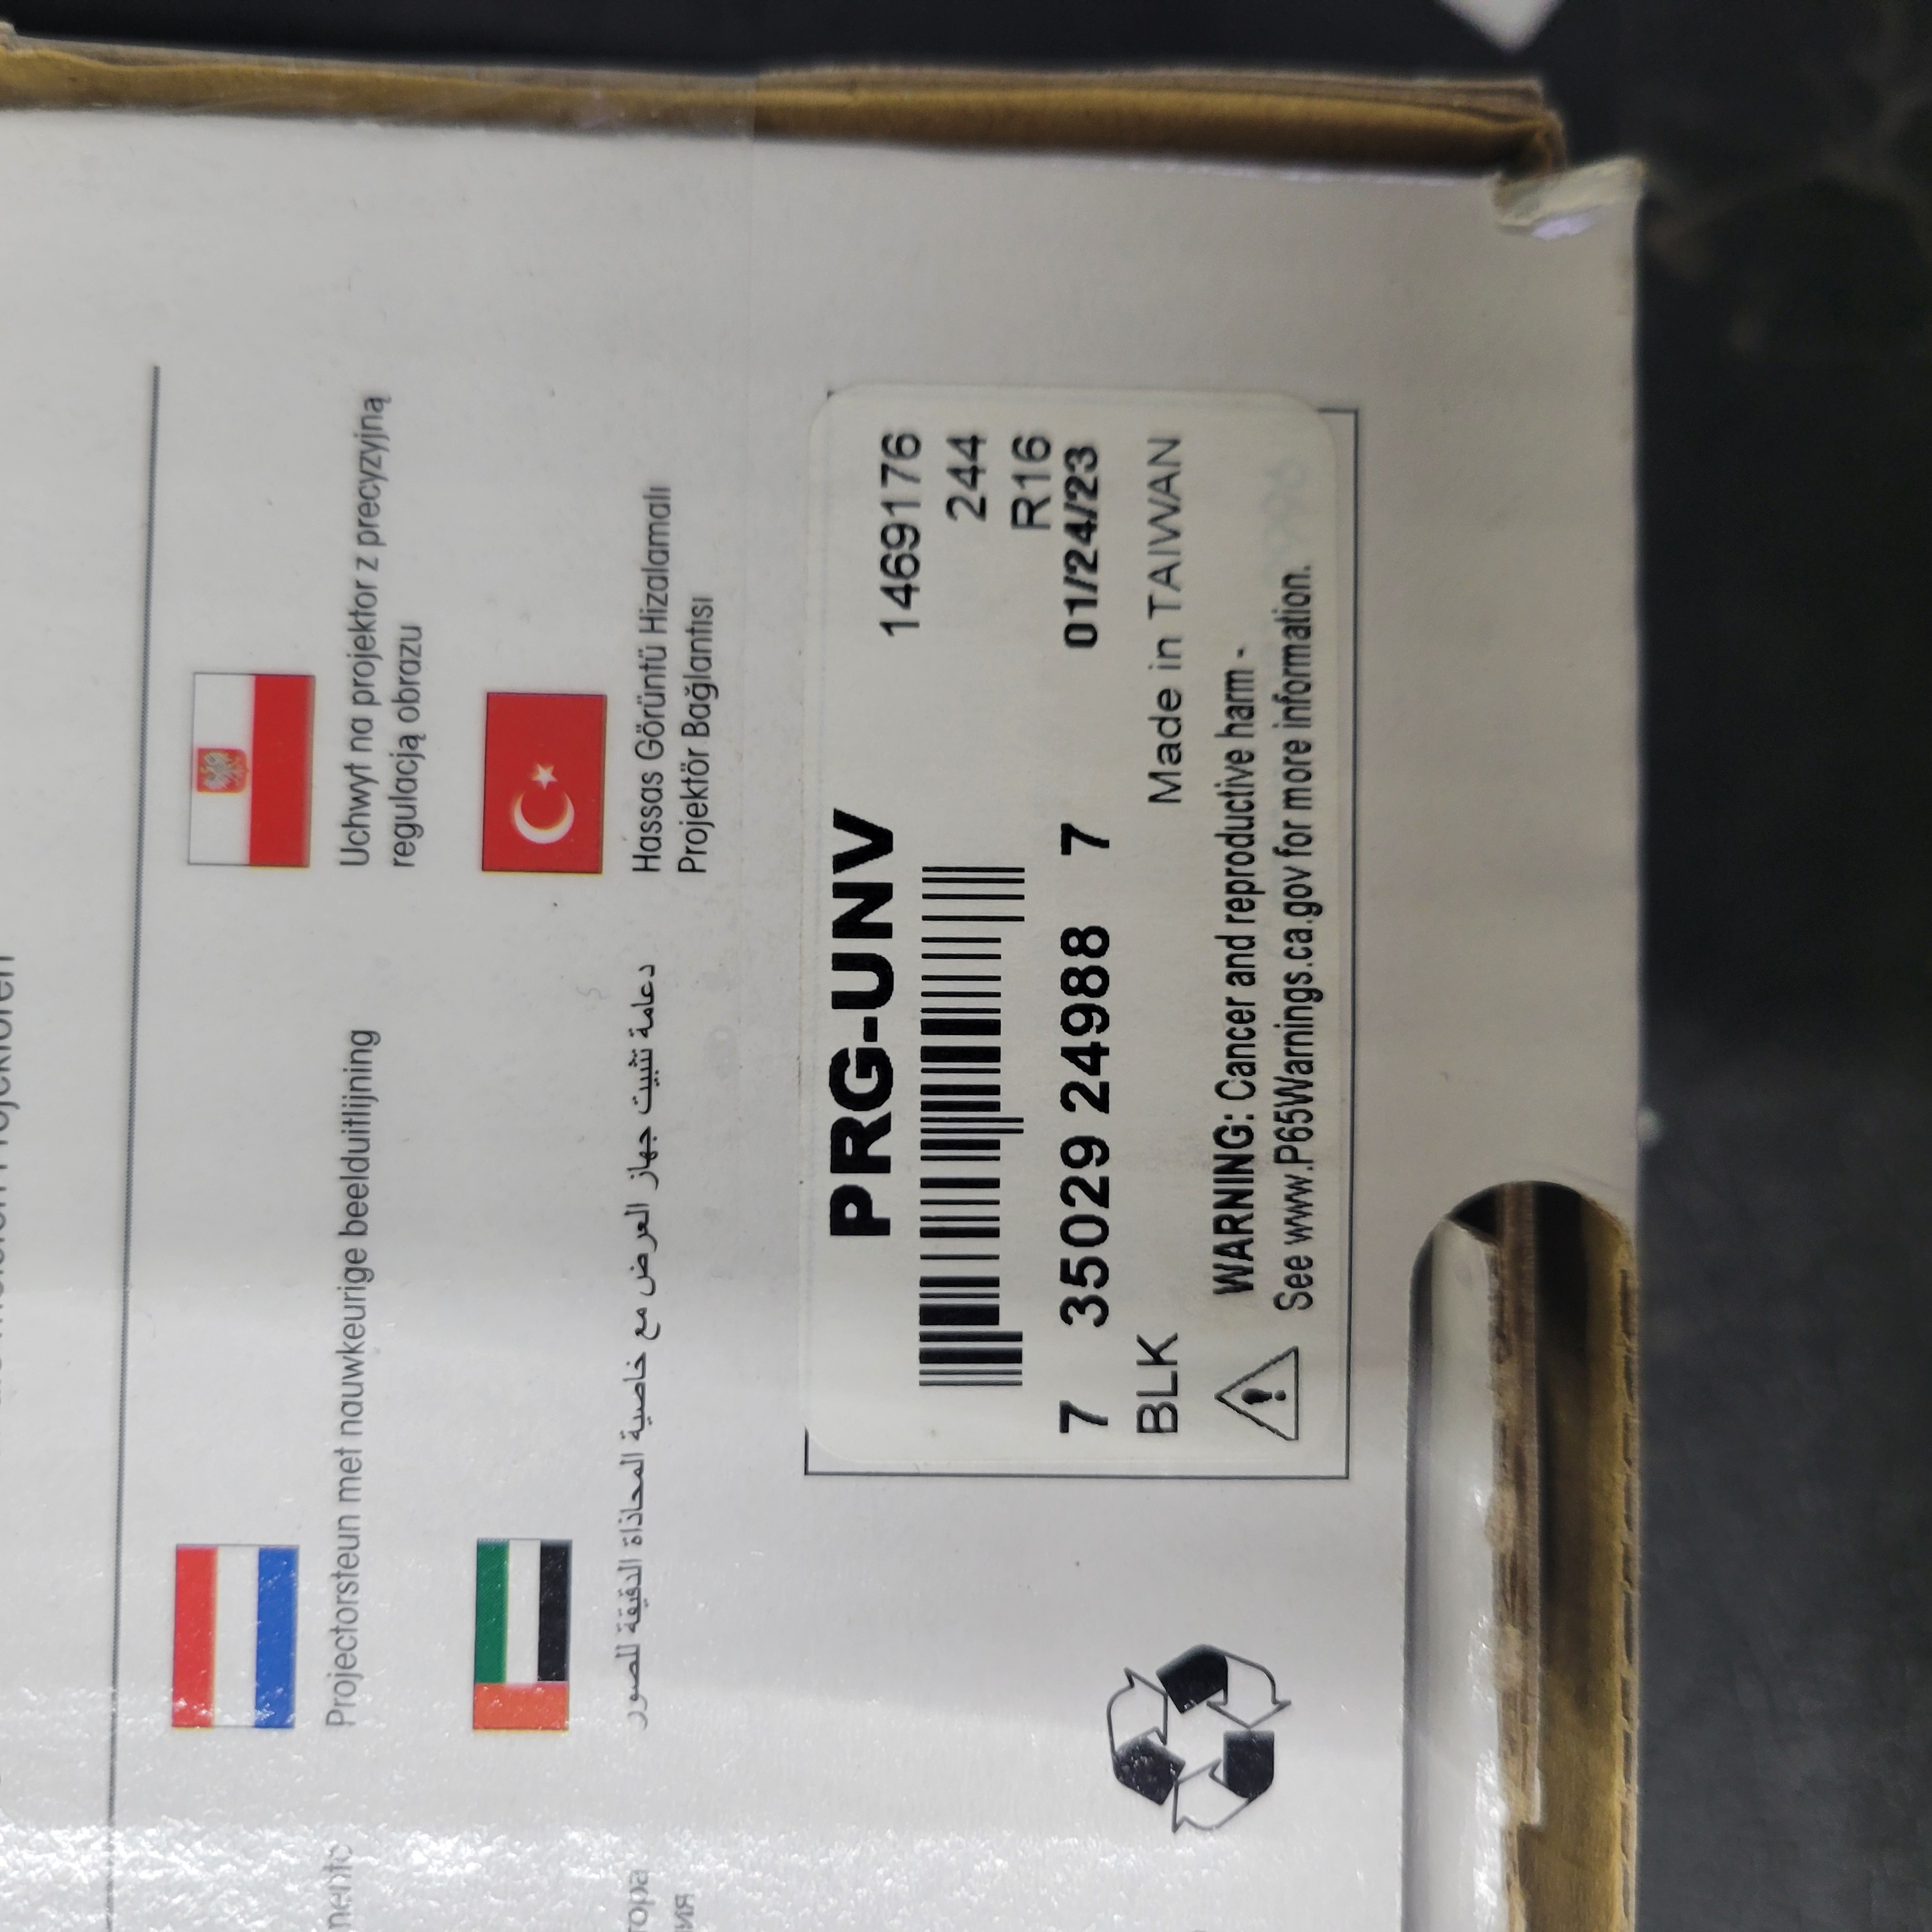 Projectorsteun met nauwkeurige beelduitlijning
Uchwyt na projektor z precyzyjną
regulacją obrazu
دعامة تثبيت جهاز العرض مع خاصية المحاذاة الدقيقة للصور
Hassas Görüntü Hizalamalı
Projektör Bağlantısı
PRG-UNV
1469176
244
R16
7 35029 24988 7
01/24/23
BLK
Made in TAIWAN
WARNING: Cancer and reproductive harm -
See www.P65Warnings.ca.gov for more information.